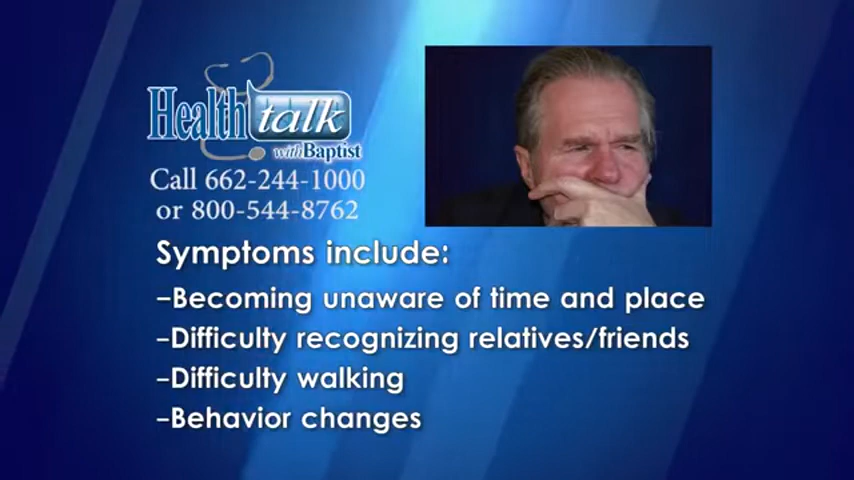 Health talk
with Baptist
Call 662-244-1000
or 800-544-8762
Symptoms include:
-Becoming unaware of time and place
-Difficulty recognizing relatives/friends
-Difficulty walking
-Behavior changes